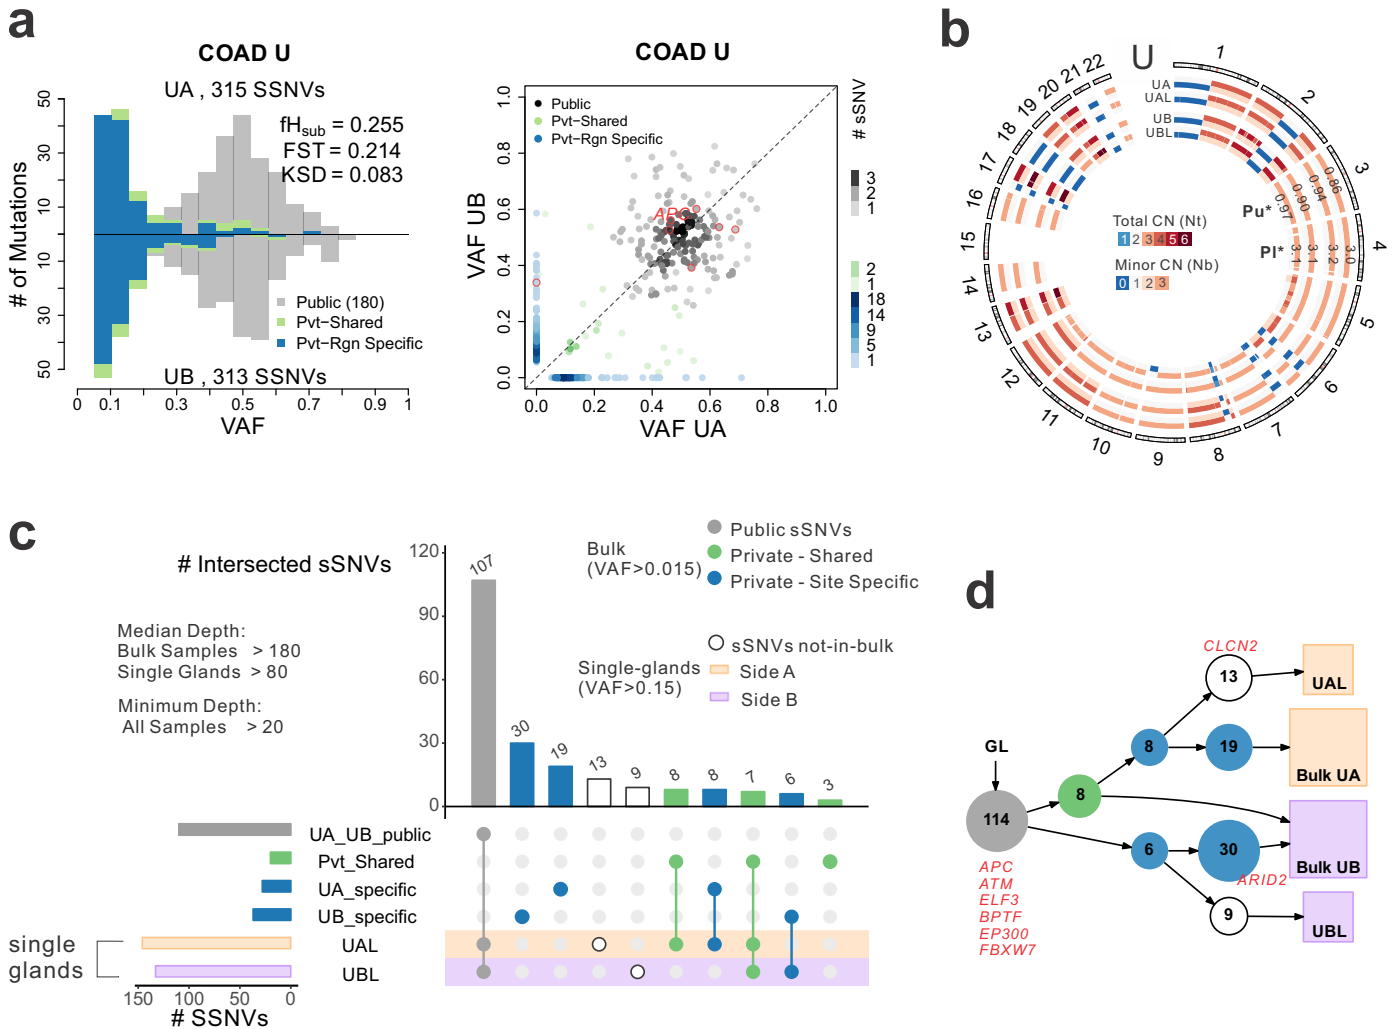 a
COAD U
UA , 315 SSNVs
fHsub = 0.255
FST = 0.214
KSD = 0.083
# of Mutations
50
30
10
10
30
50
Public (180)
Pvt-Shared
Pvt-Rgn Specific
UB , 313 SSNVs
0
0.1
0.3
0.5
0.7
0.9
1
VAF
COAD U
Public
Pvt-Shared
Pvt-Rgn Specific
APC
VAF UB
1.0
0.8
0.6
0.4
0.2
0.0
0.0
0.2
0.4
0.6
0.8
1.0
VAF UA
# sSNV
3
2
1
2
1
18
14
9
5
1
b
U
UA
UAL
UB
UBL
1
2
3
4
5
6
7
8
9
10
11
12
13
14
15
16
17
18
19
20
21
22
0.86
0.94
0.90
0.97
Pu*
Pl*
3.1
3.1
3.2
3.0
Total CN (Nt)
1 2 3 4 5 6
Minor CN (Nb)
0 1 2 3
c
# Intersected sSNVs
Median Depth:
Bulk Samples > 180
Single Glands > 80
Minimum Depth:
All Samples > 20
120
90
60
30
0
107
30
19
13
9
8
8
7
6
3
Bulk
(VAF>0.015)
Public sSNVs
Private - Shared
Private - Site Specific
Single-glands
(VAF>0.15)
sSNVs not-in-bulk
Side A
Side B
UA_UB_public
Pvt_Shared
UA_specific
UB_specific
UAL
UBL
single
glands
150
100
50
0
# SSNVs
d
GL
114
APC
ATM
ELF3
BPTF
EP300
FBXW7
8
8
6
CLCN2
13
19
30
ARID2
9
UAL
Bulk UA
Bulk UB
UBL